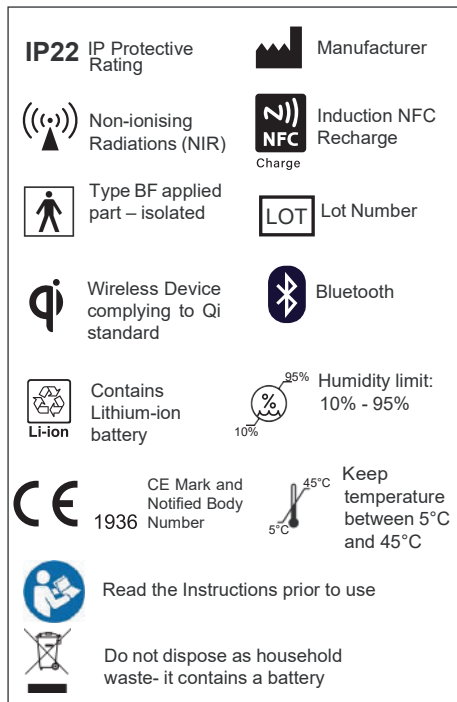 IP22
IP Protective
Rating
Manufacturer
Non-ionising
Radiations (NIR)
NFC
Charge
Induction NFC
Recharge
Type BF applied
part – isolated
LOT
Lot Number
qi
Wireless Device
complying to Qi
standard
Bluetooth
Li-ion
Contains
Lithium-ion
battery
%
95%
10%
Humidity limit:
10% - 95%
CE
1936
CE Mark and
Notified Body
Number
45°C
5°C
Keep
temperature
between 5°C
and 45°C
Read the Instructions prior to use
Do not dispose as household
waste- it contains a battery